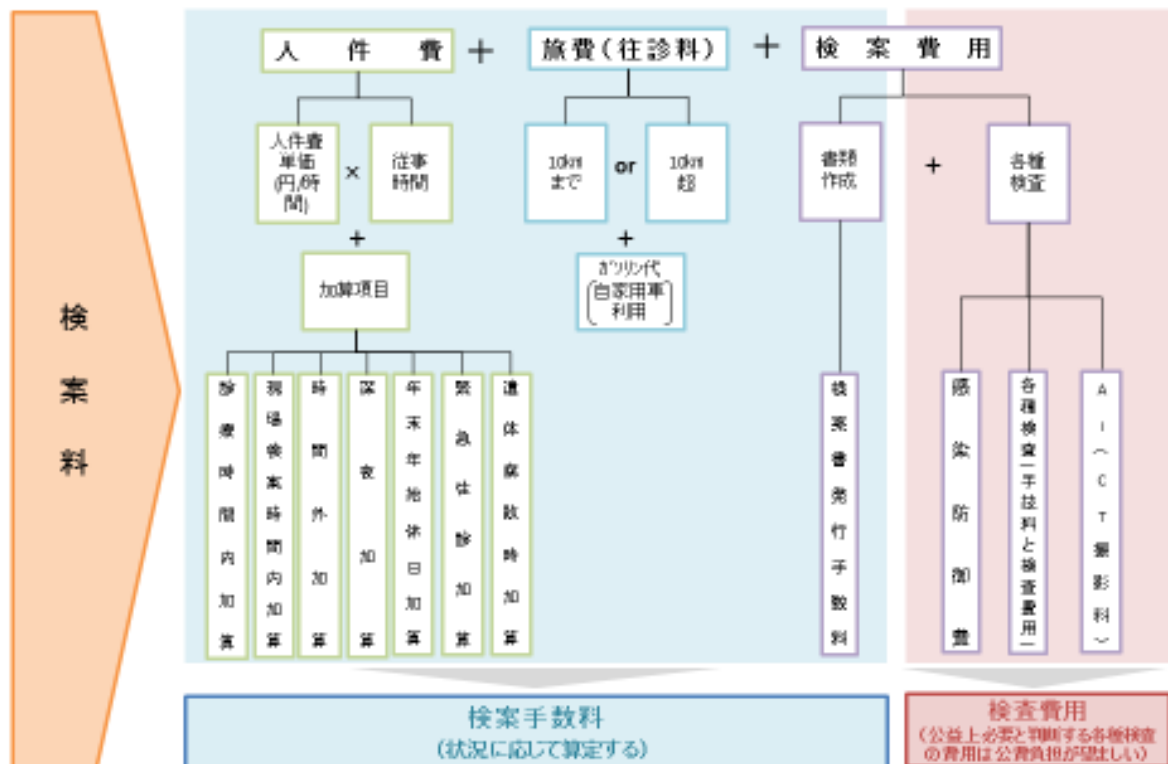 検案料
人件費
+
旅費(往診料)
+
検案費用
人件費
単価
(円/時
間)
×
従事
時間
10km
まで
or
10km
超
書類
作成
+
各種
検査
+
加算項目
+
ガソリン代
(自家用車
利用)
診療時間内加算
現場検案時間内加算
時間外加算
深夜加算
年末年始休日加算
緊急往診加算
遺体腐敗時加算
検案書発行手数料
感染防御費
各種検査(手技料と検査費用)
AI(CT撮影料)
検案手数料
(状況に応じて算定する)
検査費用
(公益上必要と判断する各種検査
の費用は公費負担が望ましい)